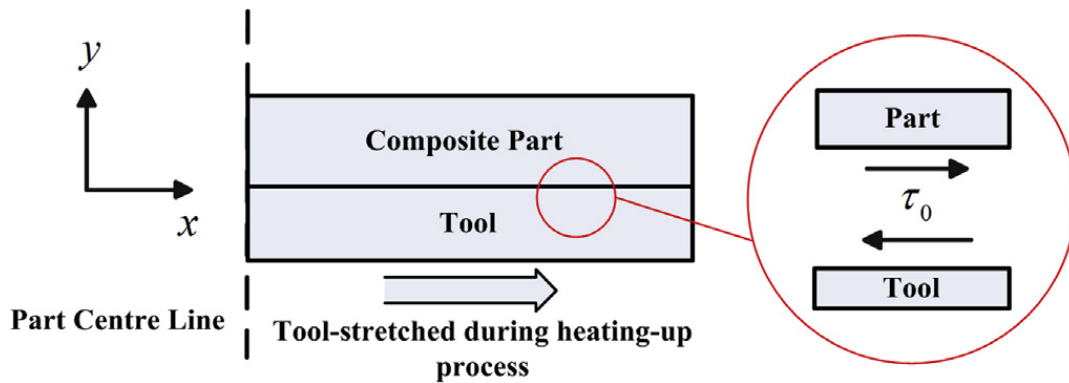 y
x
Composite Part
Tool
Part
τ₀
Tool
Part Centre Line
Tool-stretched during heating-up
process